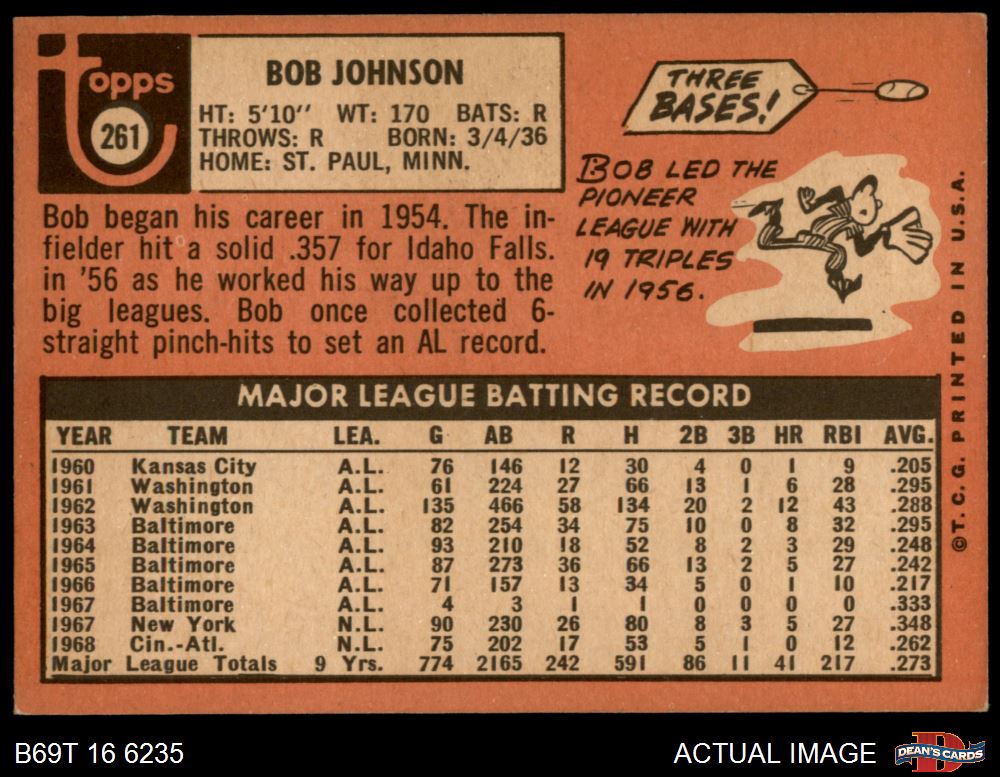 Topps
261
BOB JOHNSON
HT: 5'10" WT: 170 BATS: R
THROWS: R BORN: 3/4/36
HOME: ST. PAUL, MINN.
THREE
BASES!
BOB LED THE
PIONEER
LEAGUE WITH
19 TRIPLES
IN 1956.
Bob began his career in 1954. The in-
fielder hit a solid .357 for Idaho Falls.
in '56 as he worked his way up to the
big leagues. Bob once collected 6-
straight pinch-hits to set an AL record.
MAJOR LEAGUE BATTING RECORD
YEAR TEAM LEA. G AB R H 2B 3B HR RBI AVG.
1960 Kansas City A.L. 76 146 12 30 4 0 1 9 .205
1961 Washington A.L. 61 224 27 66 13 1 6 28 .295
1962 Washington A.L. 135 466 58 134 20 2 12 43 .288
1963 Baltimore A.L. 82 254 34 75 10 0 8 32 .295
1964 Baltimore A.L. 93 210 18 52 8 2 3 29 .248
1965 Baltimore A.L. 87 273 36 66 13 2 5 27 .242
1966 Baltimore A.L. 71 157 13 34 5 0 1 10 .217
1967 Baltimore A.L. 4 3 1 1 0 0 0 0 .333
1967 New York N.L. 90 230 26 80 8 3 5 27 .348
1968 Cin.-Atl. N.L. 75 202 17 53 5 1 0 12 .262
Major League Totals 9 Yrs. 774 2165 242 591 86 11 41 217 .273
©T.C.G. PRINTED IN U.S.A.
B69T 16 6235
ACTUAL IMAGE
D
DEAN'S CARDS